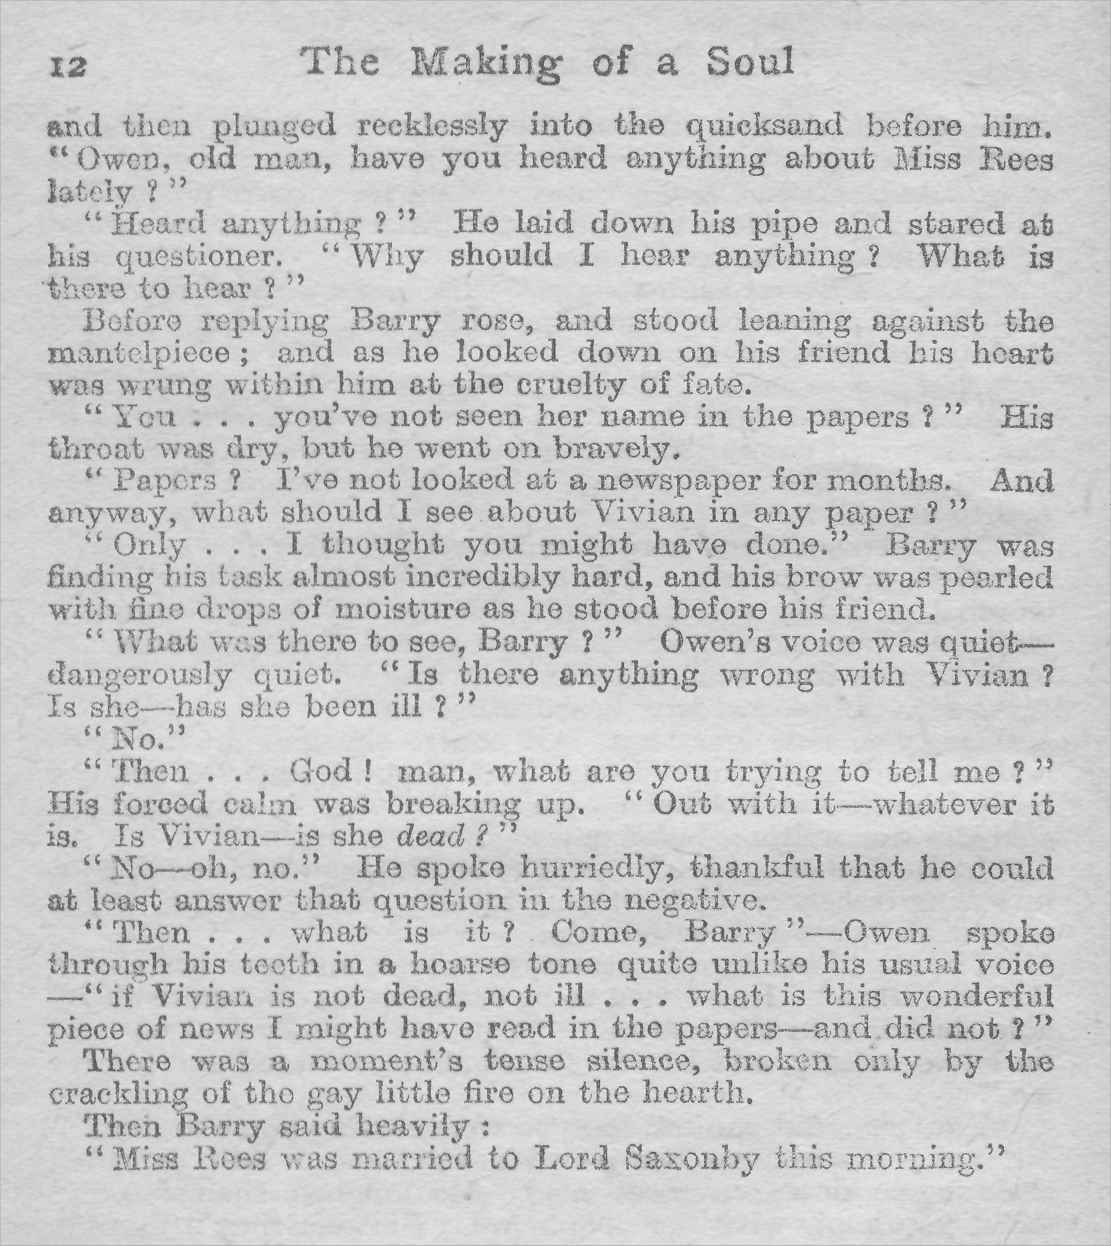 12 The Making of a Soul
and then plunged recklessly into the quicksand before him.
“Owen, old man, have you heard anything about Miss Rees
lately?”
“Heard anything?” He laid down his pipe and stared at
his questioner. “Why should I hear anything? What is
there to hear?”
Before replying Barry rose, and stood leaning against the
mantelpiece; and as he looked down on his friend his heart
was wrung within him at the cruelty of fate.
“You . . . you’ve not seen her name in the papers?” His
throat was dry, but he went on bravely.
“Papers? I’ve not looked at a newspaper for months. And
anyway, what should I see about Vivian in any paper?”
“Only . . . I thought you might have done.” Barry was
finding his task almost incredibly hard, and his brow was pearled
with fine drops of moisture as he stood before his friend.
“What was there to see, Barry?” Owen’s voice was quiet—
dangerously quiet. “Is there anything wrong with Vivian?
Is she—has she been ill?”
“No.”
“Then . . . God! man, what are you trying to tell me?”
His forced calm was breaking up. “Out with it—whatever it
is. Is Vivian—is she dead?”
“No—oh, no.” He spoke hurriedly, thankful that he could
at least answer that question in the negative.
“Then . . . what is it? Come, Barry”—Owen spoke
through his teeth in a hoarse tone quite unlike his usual voice
—“if Vivian is not dead, not ill . . . what is this wonderful
piece of news I might have read in the papers—and did not?”
There was a moment’s tense silence, broken only by the
crackling of the gay little fire on the hearth.
Then Barry said heavily:
“Miss Rees was married to Lord Saxonby this morning.”